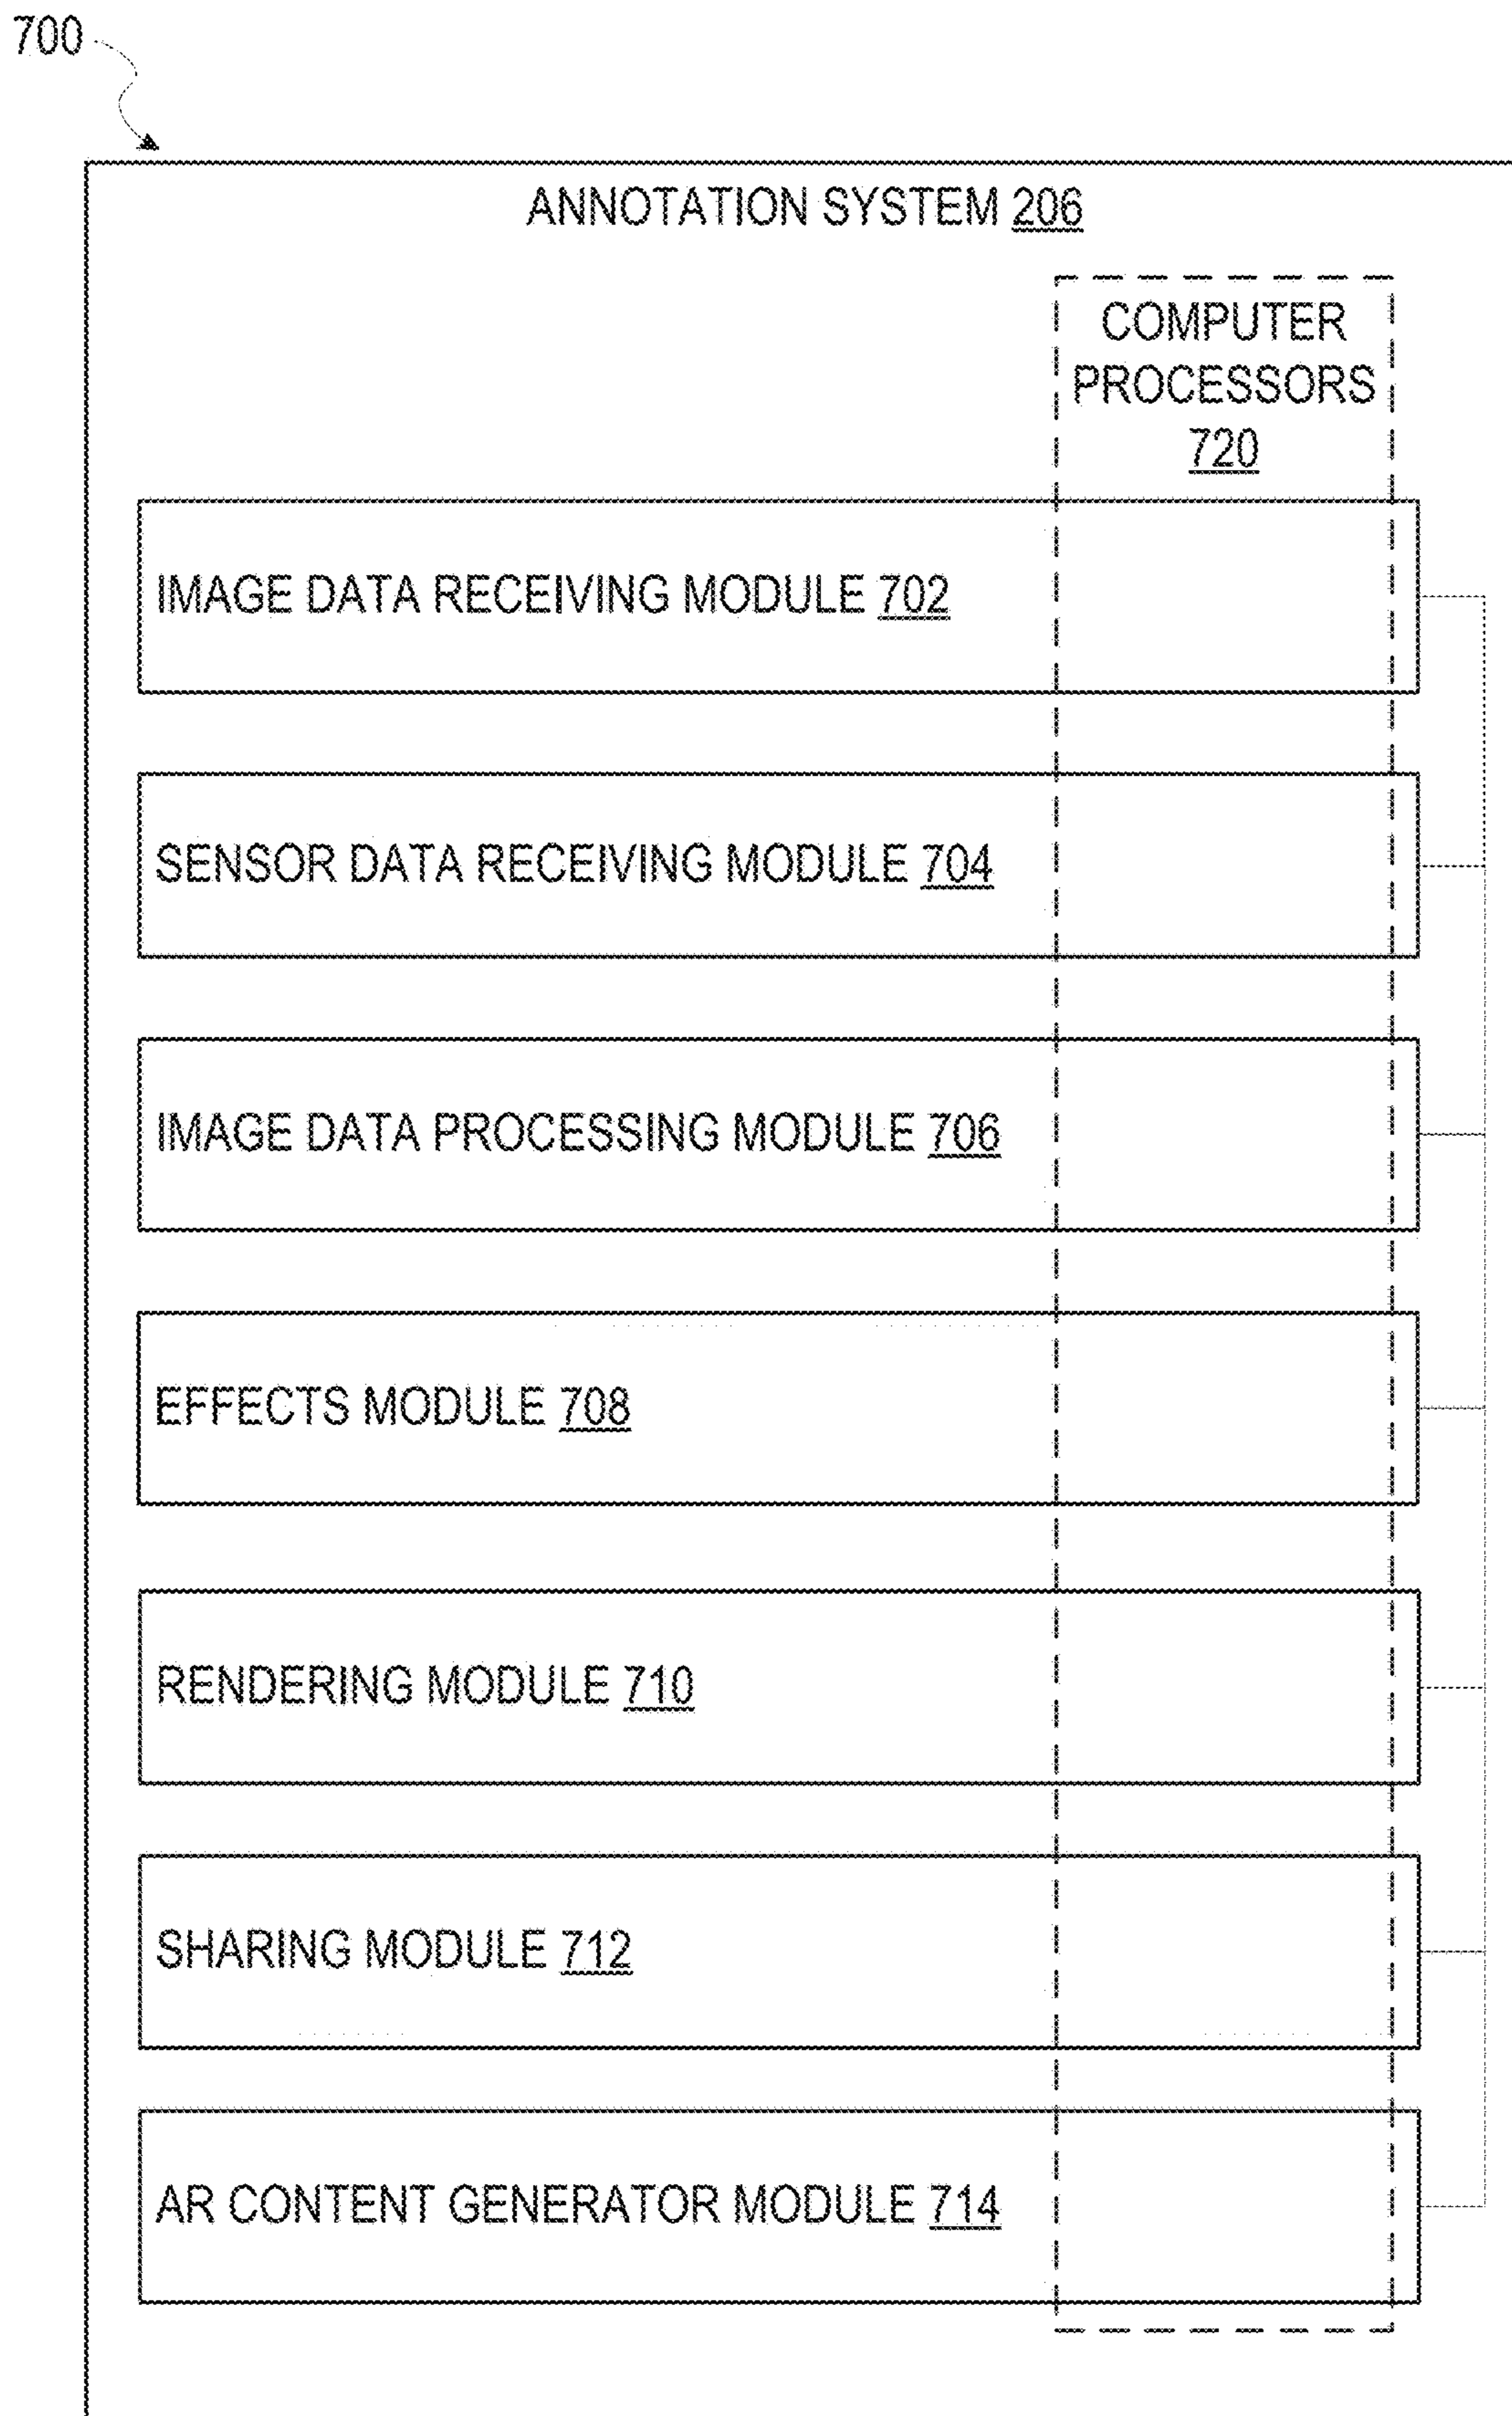 700
ANNOTATION SYSTEM 206
COMPUTER
PROCESSORS
720
IMAGE DATA RECEIVING MODULE 702
SENSOR DATA RECEIVING MODULE 704
IMAGE DATA PROCESSING MODULE 706
EFFECTS MODULE 708
RENDERING MODULE 710
SHARING MODULE 712
AR CONTENT GENERATOR MODULE 714